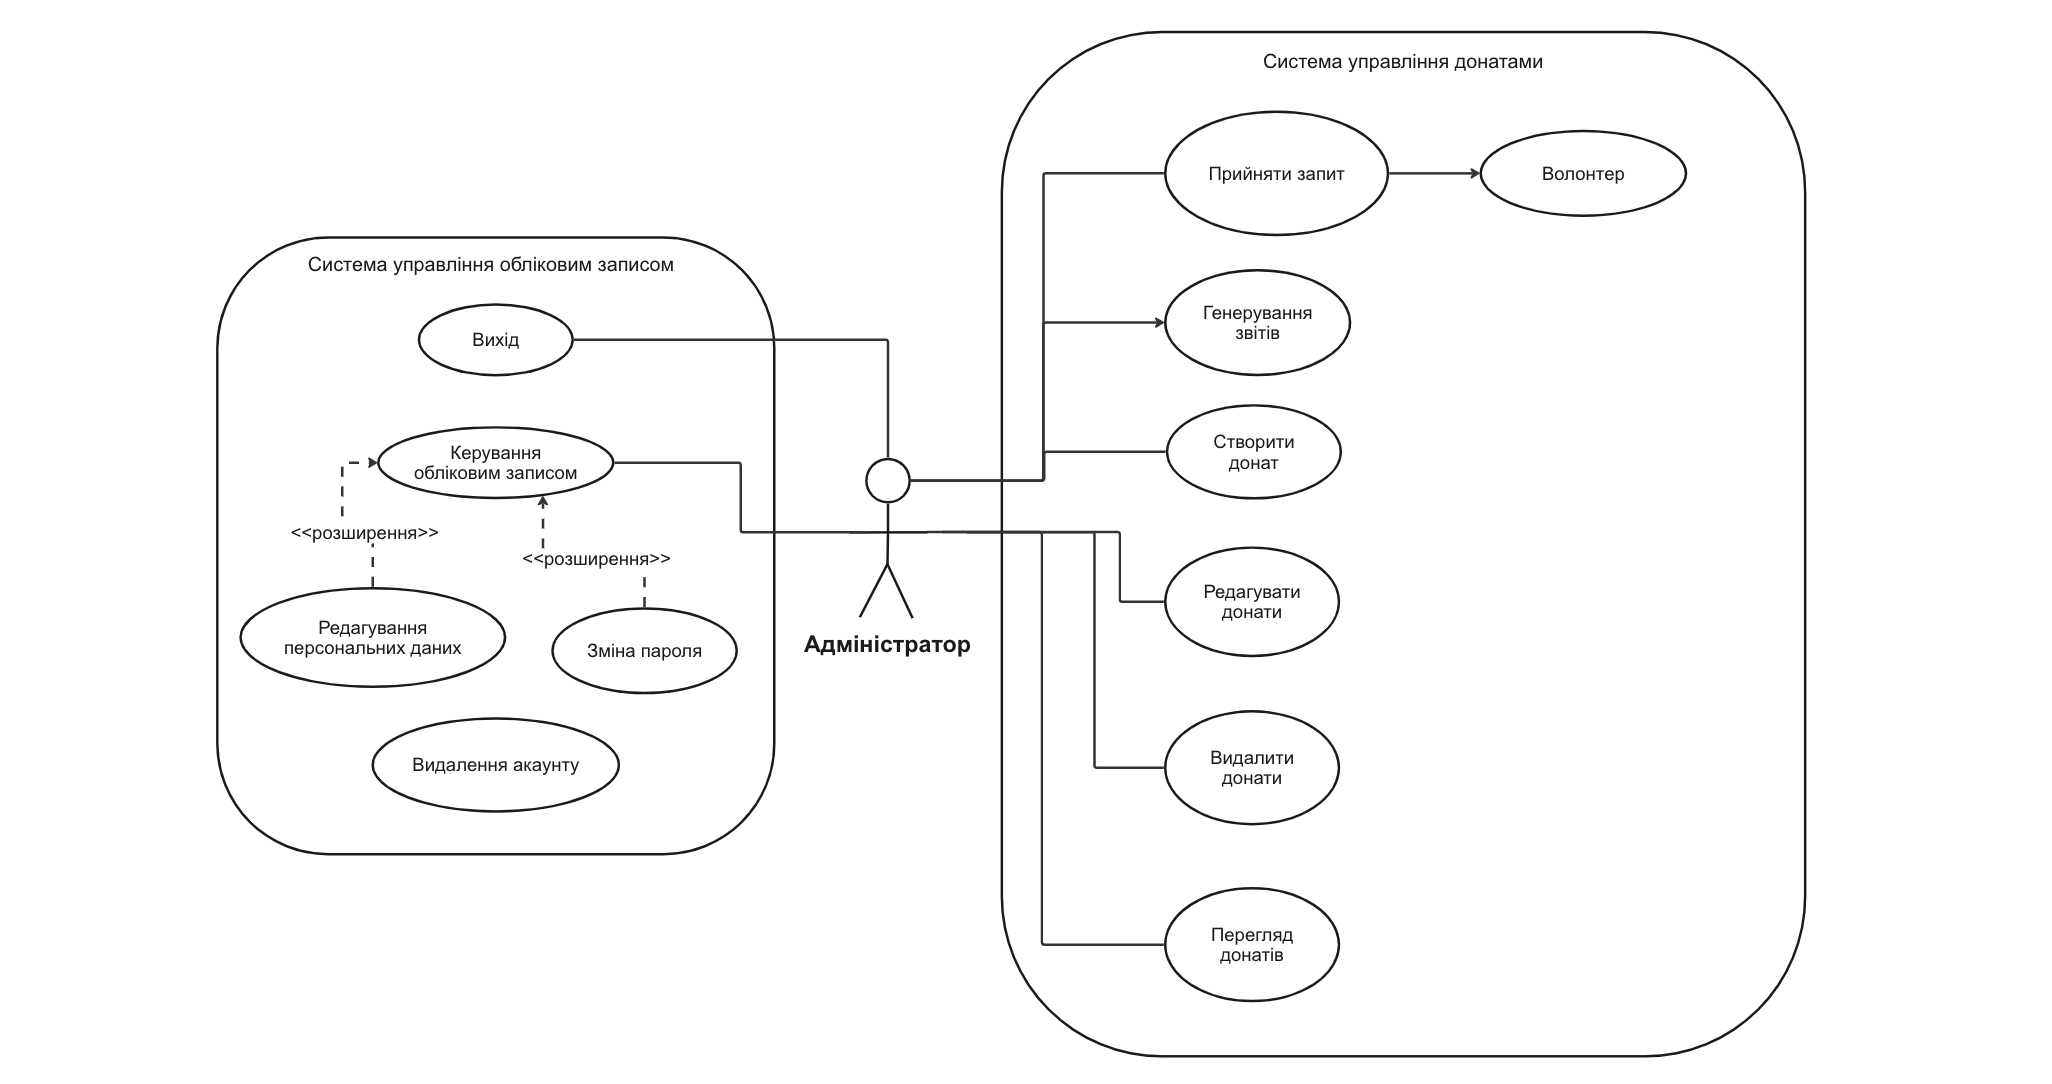 Система управління обліковим записом
Вихід
Керування
обліковим записом
<<розширення>>
<<розширення>>
Редагування
персональних даних
Зміна пароля
Видалення акаунту
Адміністратор
Система управління донатами
Прийняти запит
Волонтер
Генерування
звітів
Створити
донат
Редагувати
донати
Видалити
донати
Перегляд
донатів